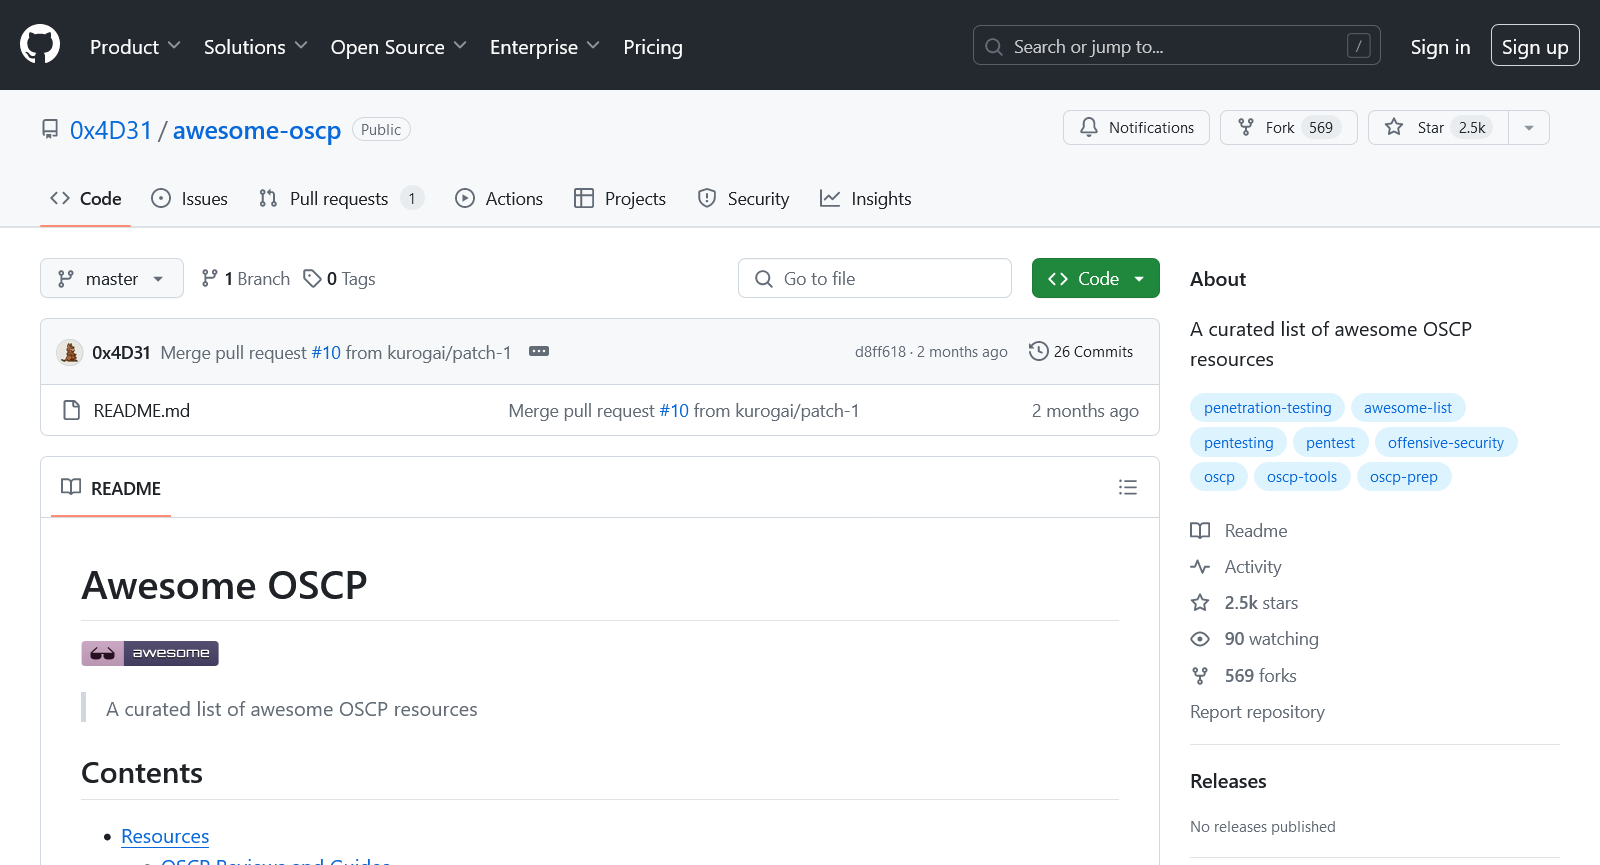 Product Solutions Open Source Enterprise Pricing Search or jump to... / Sign in Sign up
0x4D31 / awesome-oscp Public Notifications Fork 569 Star 2.5k
Code Issues Pull requests 1 Actions Projects Security Insights
master 1 Branch 0 Tags Go to file Code
0x4D31 Merge pull request #10 from kurogai/patch-1 d8ff618 · 2 months ago 26 Commits
README.md Merge pull request #10 from kurogai/patch-1 2 months ago
README
Awesome OSCP
awesome
A curated list of awesome OSCP resources
Contents
Resources
OSCP Reviews and Guides
About
A curated list of awesome OSCP
resources
penetration-testing awesome-list
pentesting pentest offensive-security
oscp oscp-tools oscp-prep
Readme
Activity
2.5k stars
90 watching
569 forks
Report repository
Releases
No releases published